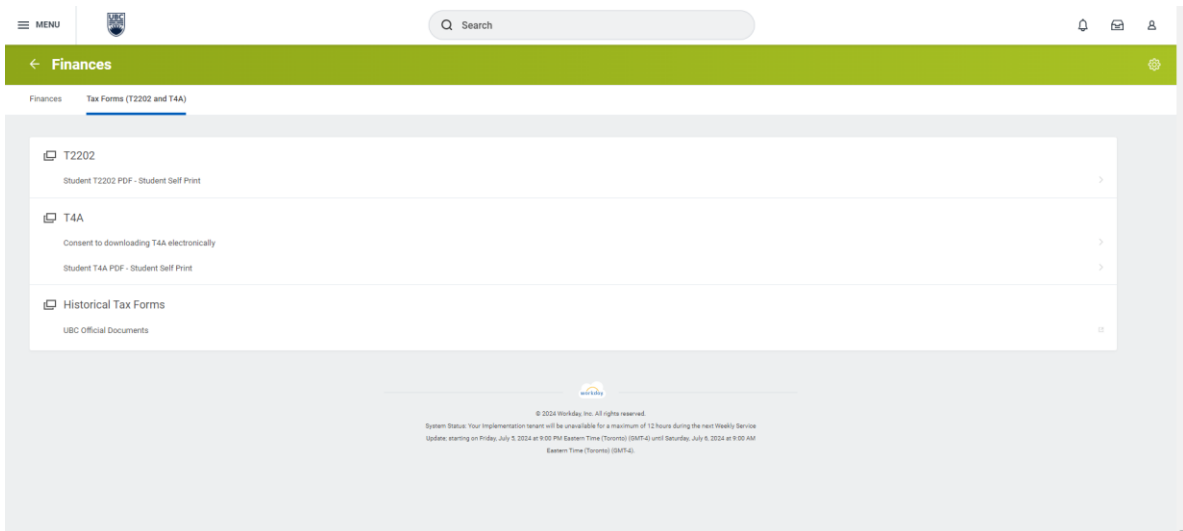 MENU
UBC
Search
Finances
Finances Tax Forms (T2202 and T4A)
T2202
Student T2202 PDF - Student Self Print
T4A
Consent to downloading T4A electronically
Student T4A PDF - Student Self Print
Historical Tax Forms
UBC Official Documents
workday
© 2024 Workday, Inc. All rights reserved.
System Status: Your Implementation tenant will be unavailable for a maximum of 12 hours during the next Weekly Service
Update; starting on Friday, July 5, 2024 at 9:00 PM Eastern Time (Toronto) (GMT-4) until Saturday, July 6, 2024 at 9:00 AM
Eastern Time (Toronto) (GMT-4).